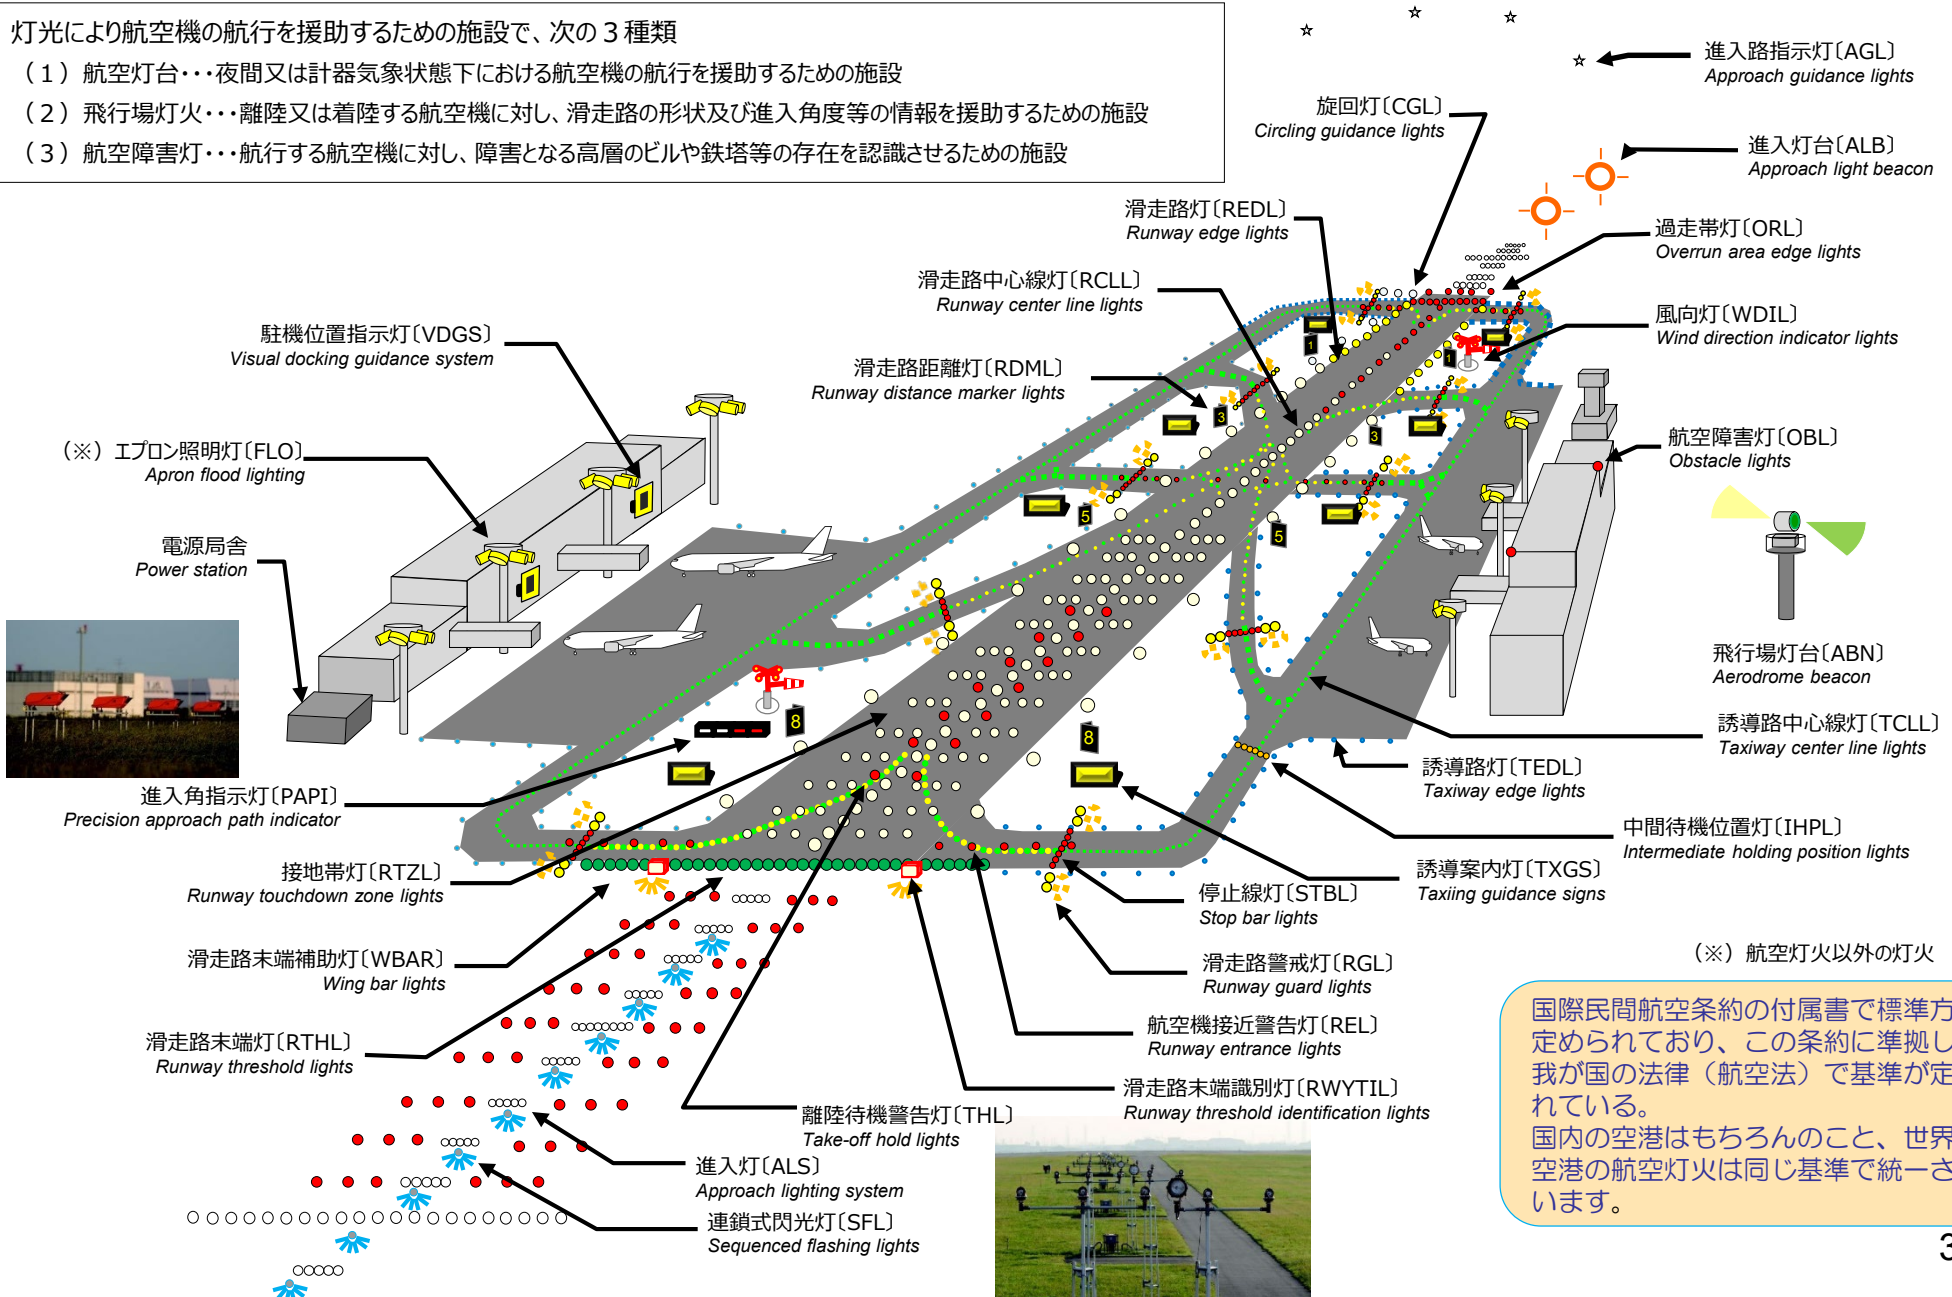 灯光により航空機の航行を援助するための施設で、次の3種類
(1) 航空灯台・・・夜間又は計器気象状態下における航空機の航行を援助するための施設
(2) 飛行場灯火・・・離陸又は着陸する航空機に対し、滑走路の形状及び進入角度等の情報を援助するための施設
(3) 航空障害灯・・・航行する航空機に対し、障害となる高層のビルや鉄塔等の存在を認識させるための施設
進入路指示灯〔AGL〕
Approach guidance lights
旋回灯〔CGL〕
Circling guidance lights
進入灯台〔ALB〕
Approach light beacon
滑走路灯〔REDL〕
Runway edge lights
過走帯灯〔ORL〕
Overrun area edge lights
滑走路中心線灯〔RCLL〕
Runway center line lights
風向灯〔WDIL〕
Wind direction indicator lights
駐機位置指示灯〔VDGS〕
Visual docking guidance system
滑走路距離灯〔RDML〕
Runway distance marker lights
1
1
3
3
(※) エプロン照明灯〔FLO〕
Apron flood lighting
航空障害灯〔OBL〕
Obstacle lights
5
5
電源局舎
Power station
飛行場灯台〔ABN〕
Aerodrome beacon
8
8
誘導路中心線灯〔TCLL〕
Taxiway center line lights
誘導路灯〔TEDL〕
Taxiway edge lights
進入角指示灯〔PAPI〕
Precision approach path indicator
中間待機位置灯〔IHPL〕
Intermediate holding position lights
接地帯灯〔RTZL〕
Runway touchdown zone lights
誘導案内灯〔TXGS〕
Taxiing guidance signs
停止線灯〔STBL〕
Stop bar lights
滑走路末端補助灯〔WBAR〕
Wing bar lights
滑走路警戒灯〔RGL〕
Runway guard lights
(※) 航空灯火以外の灯火
滑走路末端灯〔RTHL〕
Runway threshold lights
航空機接近警告灯〔REL〕
Runway entrance lights
滑走路末端識別灯〔RWYTIL〕
Runway threshold identification lights
離陸待機警告灯〔THL〕
Take-off hold lights
進入灯〔ALS〕
Approach lighting system
連鎖式閃光灯〔SFL〕
Sequenced flashing lights
国際民間航空条約の付属書で標準方
定められており、この条約に準拠し
我が国の法律（航空法）で基準が定
れている。
国内の空港はもちろんのこと、世界
空港の航空灯火は同じ基準で統一さ
います。
3